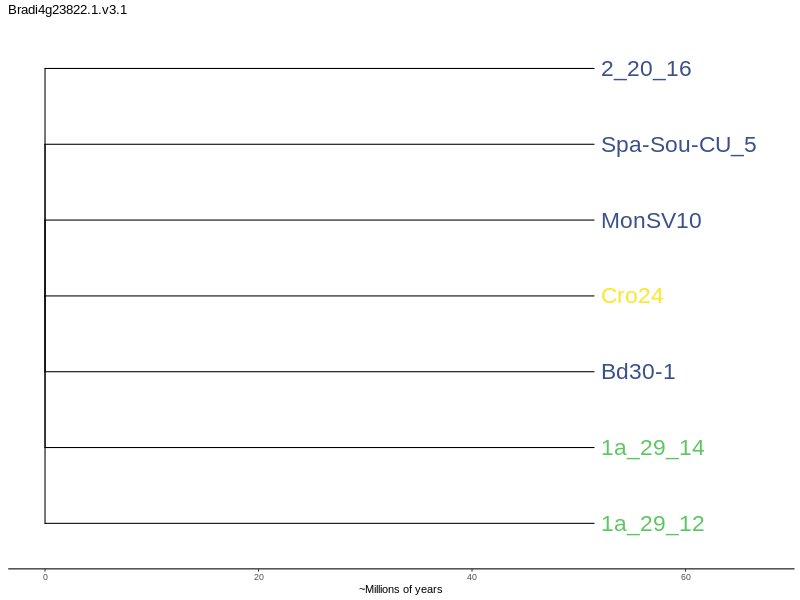 Bradi4g23822.1.v3.1
2_20_16
Spa-Sou-CU_5
MonSV10
Cro24
Bd30-1
1a_29_14
1a_29_12
0 20 40 60
~Millions of years